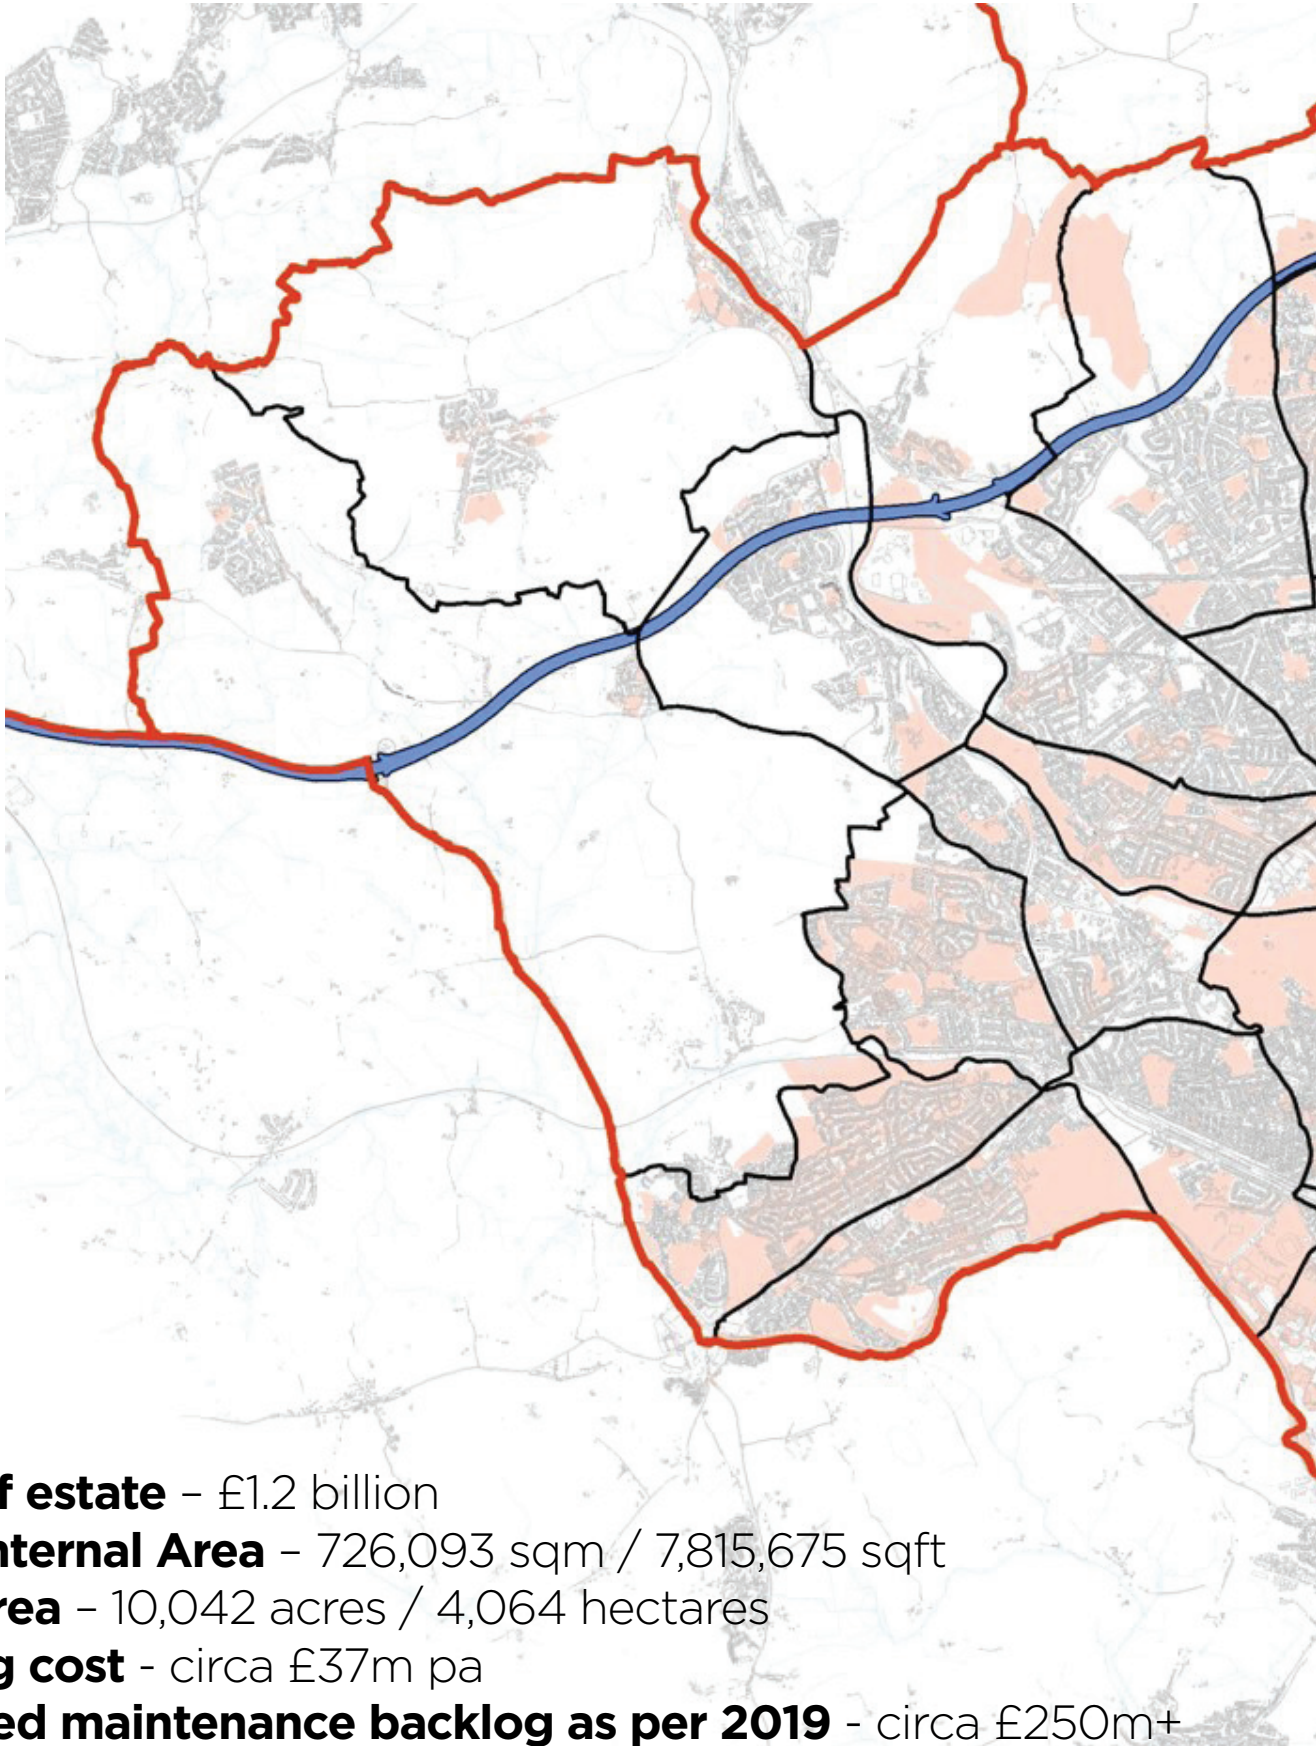 f estate – £1.2 billion
nternal Area – 726,093 sqm / 7,815,675 sqft
rea – 10,042 acres / 4,064 hectares
g cost - circa £37m pa
ed maintenance backlog as per 2019 - circa £250m+